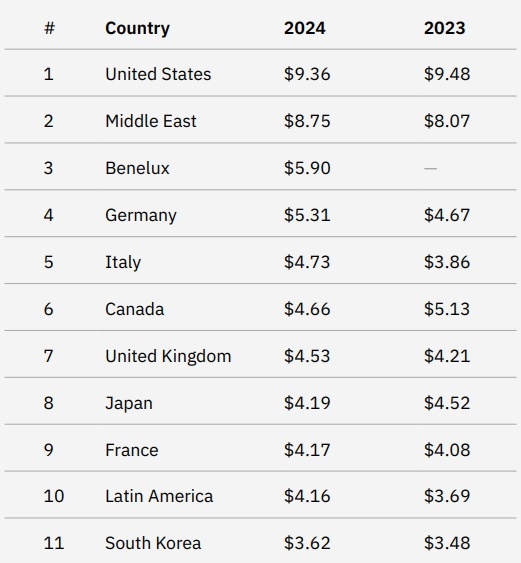 # Country 2024 2023
1 United States $9.36 $9.48
2 Middle East $8.75 $8.07
3 Benelux $5.90 —
4 Germany $5.31 $4.67
5 Italy $4.73 $3.86
6 Canada $4.66 $5.13
7 United Kingdom $4.53 $4.21
8 Japan $4.19 $4.52
9 France $4.17 $4.08
10 Latin America $4.16 $3.69
11 South Korea $3.62 $3.48